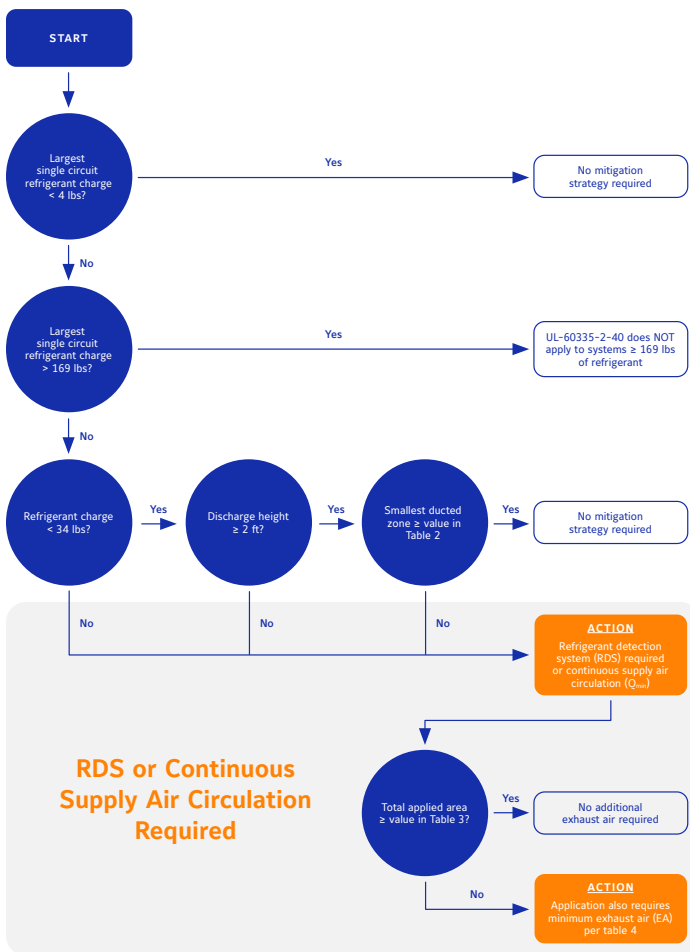 START
Largest
single circuit
refrigerant charge
< 4 lbs?
Yes
No mitigation
strategy required
No
Largest
single circuit
refrigerant charge
> 169 lbs?
Yes
UL-60335-2-40 does NOT
apply to systems ≥ 169 lbs
of refrigerant
No
Refrigerant charge
< 34 lbs?
Yes
Discharge height
≥ 2 ft?
Yes
Smallest ducted
zone ≥ value in
Table 2
Yes
No mitigation
strategy required
No
No
No
ACTION
Refrigerant detection
system (RDS) required
or continuous supply air
circulation (Qmin)
RDS or Continuous
Supply Air Circulation
Required
Total applied area
≥ value in Table 3?
Yes
No additional
exhaust air required
No
ACTION
Application also requires
minimum exhaust air (EA)
per table 4